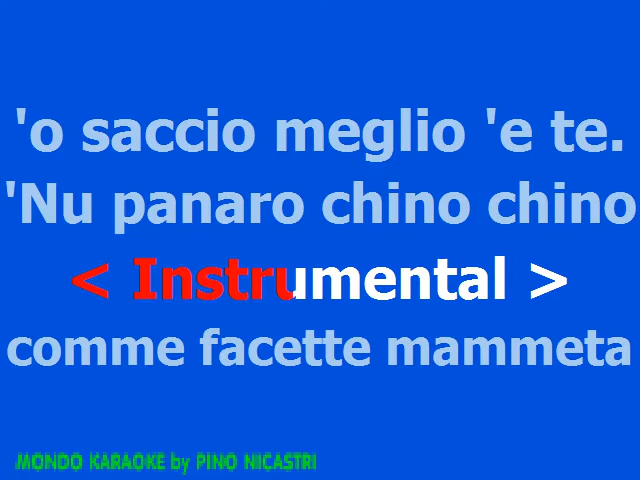 'o saccio meglio 'e te.
'Nu panaro chino chino
< Instrumental >
comme facette mammeta
MONDO KARAOKE by PINO NICASTRI